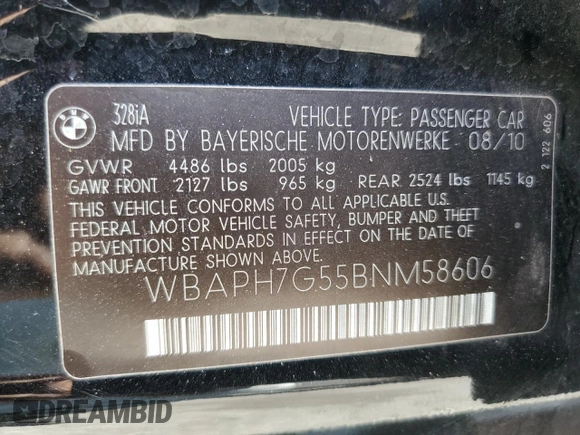 BMW
328iA
VEHICLE TYPE: PASSENGER CAR
MFD BY BAYERISCHE MOTORENWERKE 08/10
GVWR 4486 lbs 2005 kg
GAWR FRONT 2127 lbs 965 kg REAR 2524 lbs 1145 kg
THIS VEHICLE CONFORMS TO ALL APPLICABLE U.S.
FEDERAL MOTOR VEHICLE SAFETY, BUMPER AND THEFT
PREVENTION STANDARDS IN EFFECT ON THE DATE OF
MANUFACTURE SHOWN ABOVE.
WBAPH7G55BNM58606
2 122 606
DREAMBID